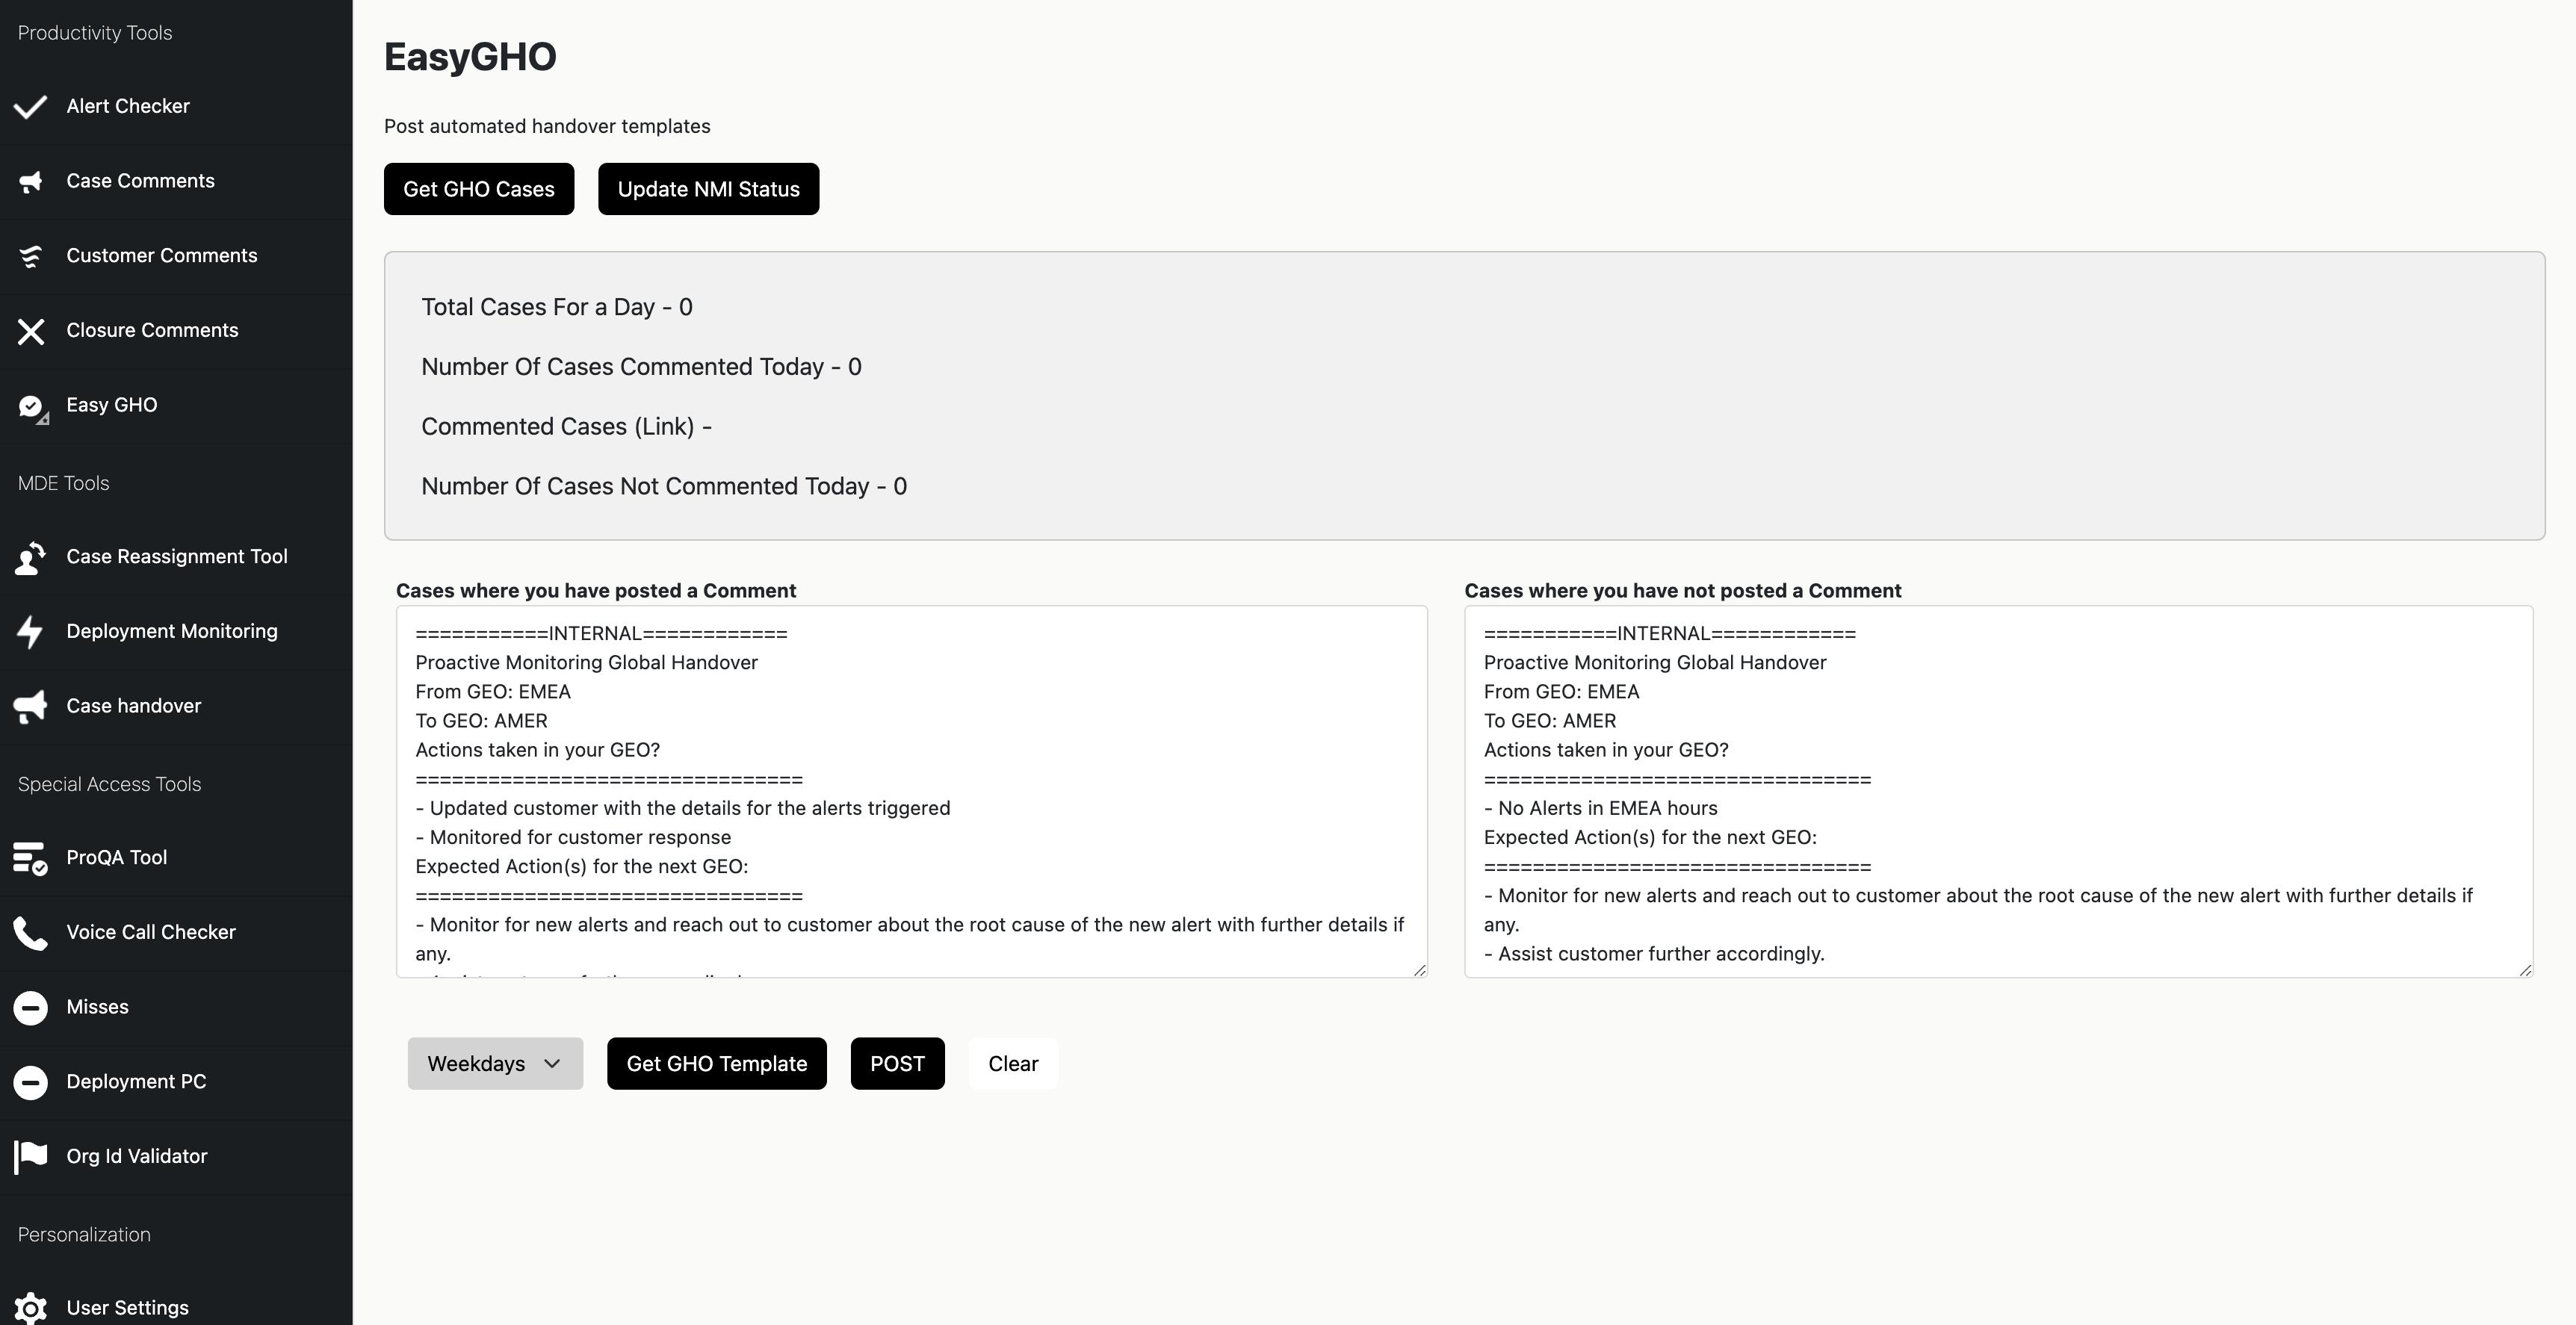 Productivity Tools
Alert Checker
Case Comments
Customer Comments
Closure Comments
Easy GHO
MDE Tools
Case Reassignment Tool
Deployment Monitoring
Case handover
Special Access Tools
ProQA Tool
Voice Call Checker
Misses
Deployment PC
Org Id Validator
Personalization
User Settings
EasyGHO
Post automated handover templates
Get GHO Cases
Update NMI Status
Total Cases For a Day - 0
Number Of Cases Commented Today - 0
Commented Cases (Link) -
Number Of Cases Not Commented Today - 0
Cases where you have posted a Comment
===========INTERNAL============
Proactive Monitoring Global Handover
From GEO: EMEA
To GEO: AMER
Actions taken in your GEO?
================================
- Updated customer with the details for the alerts triggered
- Monitored for customer response
Expected Action(s) for the next GEO:
================================
- Monitor for new alerts and reach out to customer about the root cause of the new alert with further details if
any.
Cases where you have not posted a Comment
===========INTERNAL============
Proactive Monitoring Global Handover
From GEO: EMEA
To GEO: AMER
Actions taken in your GEO?
================================
- No Alerts in EMEA hours
Expected Action(s) for the next GEO:
================================
- Monitor for new alerts and reach out to customer about the root cause of the new alert with further details if
any.
- Assist customer further accordingly.
Weekdays
Get GHO Template
POST
Clear